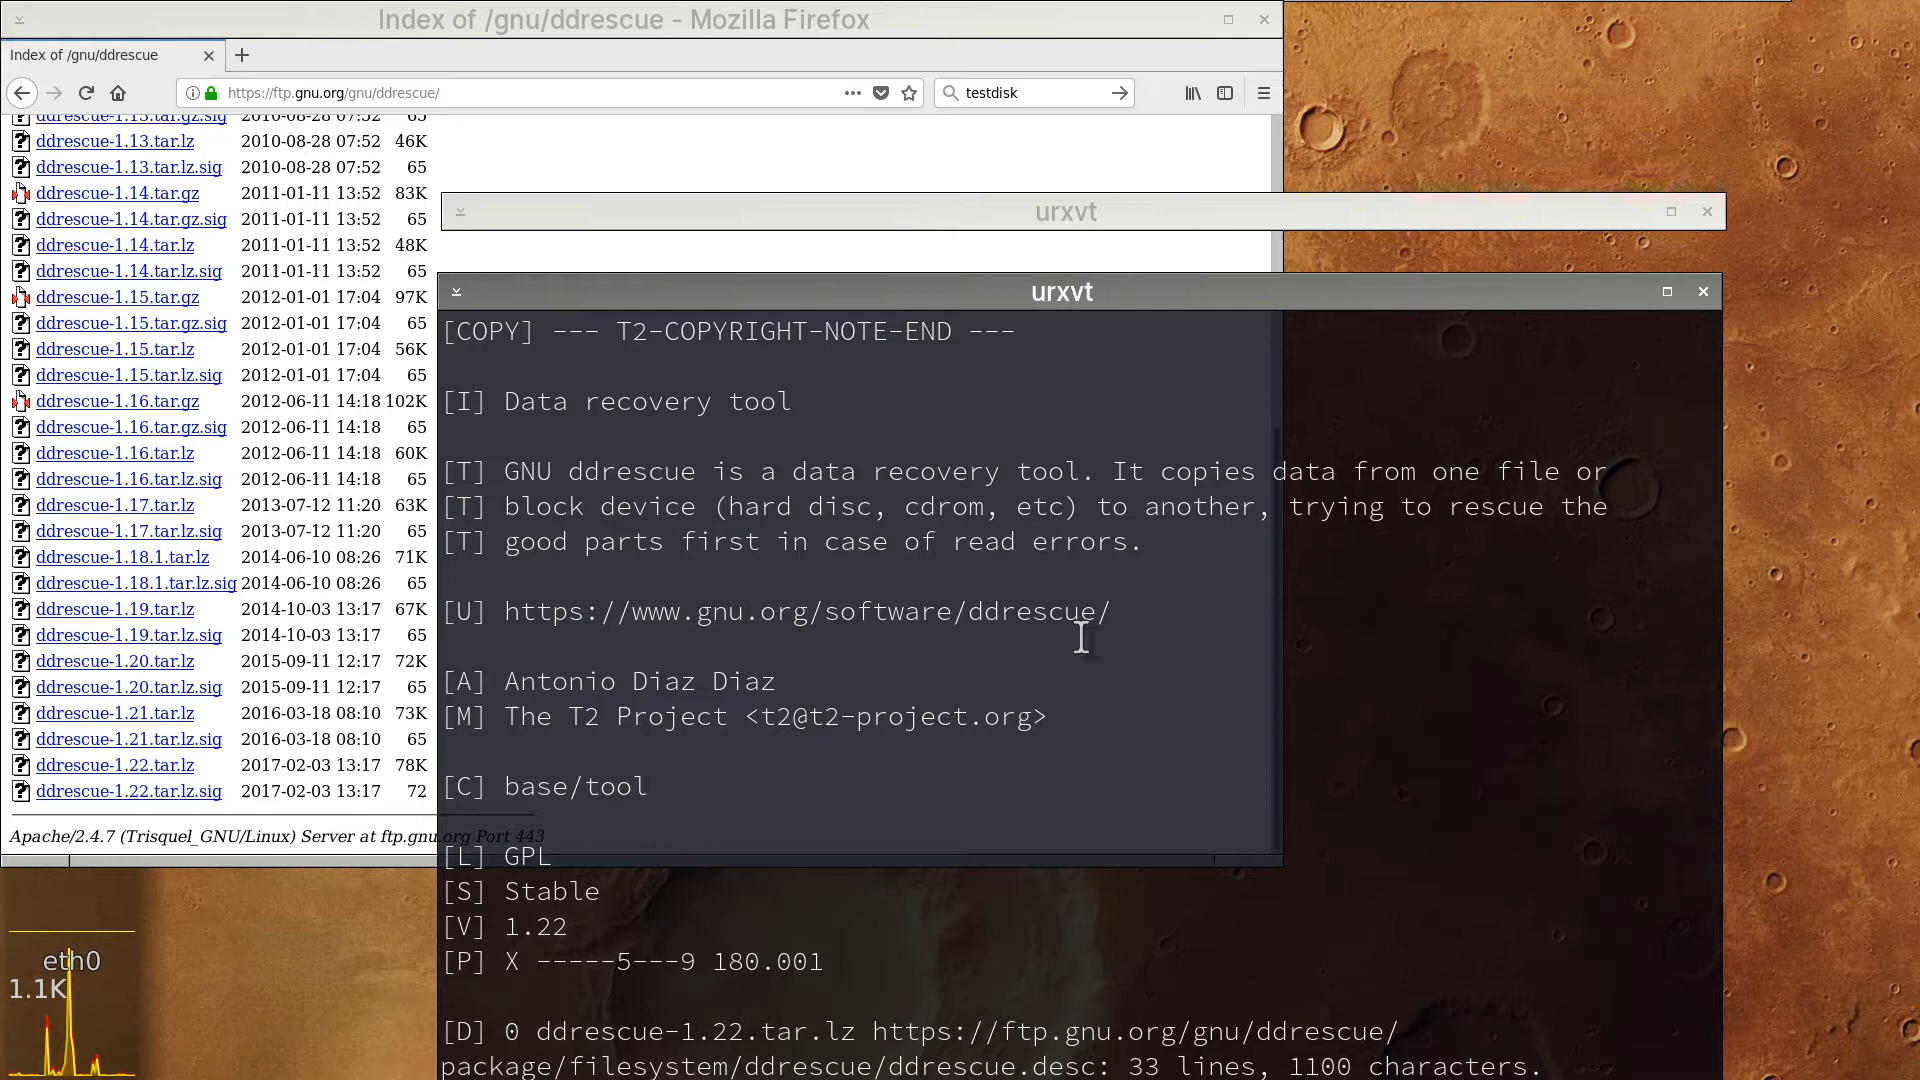 Index of /gnu/ddrescue - Mozilla Firefox
Index of /gnu/ddrescue
https://ftp.gnu.org/gnu/ddrescue/
testdisk
ddrescue-1.13.tar.gz.sig 2010-08-28 07:52 65
ddrescue-1.13.tar.lz 2010-08-28 07:52 46K
ddrescue-1.13.tar.lz.sig 2010-08-28 07:52 65
ddrescue-1.14.tar.gz 2011-01-11 13:52 83K
ddrescue-1.14.tar.gz.sig 2011-01-11 13:52 65
ddrescue-1.14.tar.lz 2011-01-11 13:52 48K
ddrescue-1.14.tar.lz.sig 2011-01-11 13:52 65
ddrescue-1.15.tar.gz 2012-01-01 17:04 97K
ddrescue-1.15.tar.gz.sig 2012-01-01 17:04 65
ddrescue-1.15.tar.lz 2012-01-01 17:04 56K
ddrescue-1.15.tar.lz.sig 2012-01-01 17:04 65
ddrescue-1.16.tar.gz 2012-06-11 14:18 102K
ddrescue-1.16.tar.gz.sig 2012-06-11 14:18 65
ddrescue-1.16.tar.lz 2012-06-11 14:18 60K
ddrescue-1.16.tar.lz.sig 2012-06-11 14:18 65
ddrescue-1.17.tar.lz 2013-07-12 11:20 63K
ddrescue-1.17.tar.lz.sig 2013-07-12 11:20 65
ddrescue-1.18.1.tar.lz 2014-06-10 08:26 71K
ddrescue-1.18.1.tar.lz.sig 2014-06-10 08:26 65
ddrescue-1.19.tar.lz 2014-10-03 13:17 67K
ddrescue-1.19.tar.lz.sig 2014-10-03 13:17 65
ddrescue-1.20.tar.lz 2015-09-11 12:17 72K
ddrescue-1.20.tar.lz.sig 2015-09-11 12:17 65
ddrescue-1.21.tar.lz 2016-03-18 08:10 73K
ddrescue-1.21.tar.lz.sig 2016-03-18 08:10 65
ddrescue-1.22.tar.lz 2017-02-03 13:17 78K
ddrescue-1.22.tar.lz.sig 2017-02-03 13:17 72
Apache/2.4.7 (Trisquel_GNU/Linux) Server at ftp.gnu.org Port 443
urxvt
urxvt
[COPY] --- T2-COPYRIGHT-NOTE-END ---
[I] Data recovery tool
[T] GNU ddrescue is a data recovery tool. It copies data from one file or
[T] block device (hard disc, cdrom, etc) to another, trying to rescue the
[T] good parts first in case of read errors.
[U] https://www.gnu.org/software/ddrescue/
[A] Antonio Diaz Diaz
[M] The T2 Project <t2@t2-project.org>
[C] base/tool
[L] GPL
[S] Stable
[V] 1.22
[P] X -----5---9 180.001
[D] 0 ddrescue-1.22.tar.lz https://ftp.gnu.org/gnu/ddrescue/
package/filesystem/ddrescue/ddrescue.desc: 33 lines, 1100 characters.
eth0
1.1K